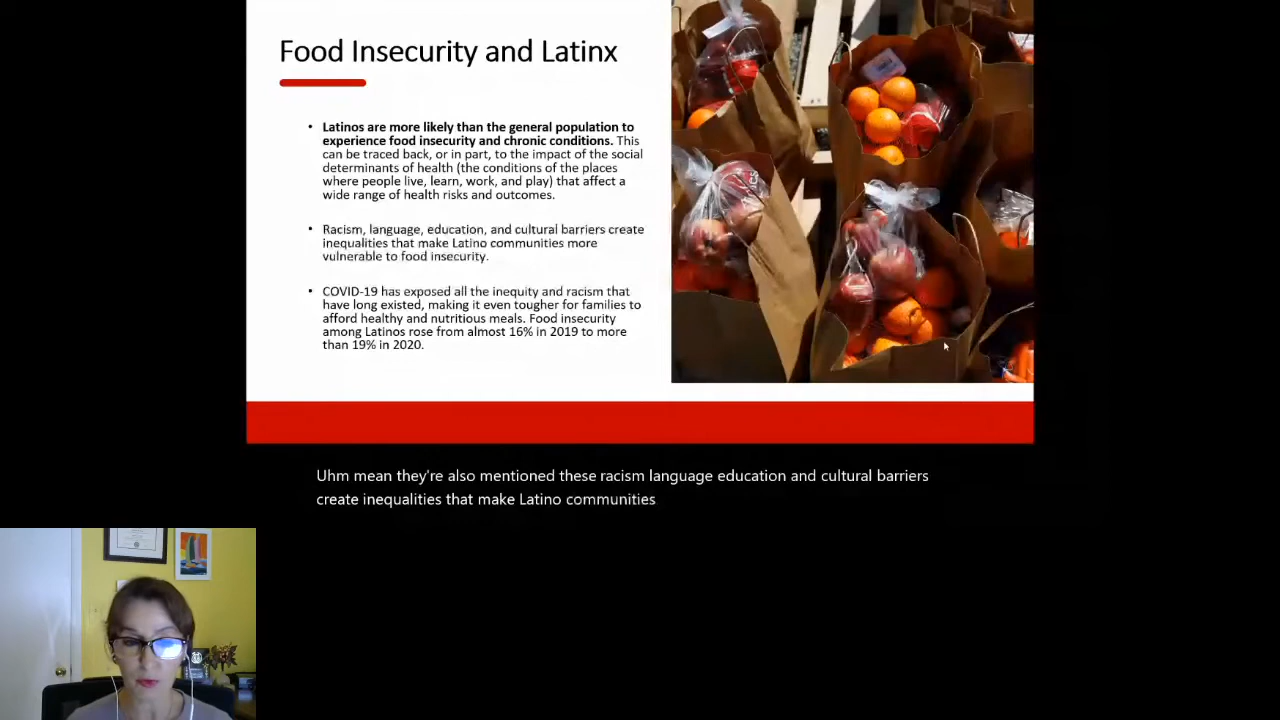 Food Insecurity and Latinx
• Latinos are more likely than the general population to
experience food insecurity and chronic conditions. This
can be traced back, or in part, to the impact of the social
determinants of health (the conditions of the places
where people live, learn, work, and play) that affect a
wide range of health risks and outcomes.
• Racism, language, education, and cultural barriers create
inequalities that make Latino communities more
vulnerable to food insecurity.
• COVID-19 has exposed all the inequity and racism that
have long existed, making it even tougher for families to
afford healthy and nutritious meals. Food insecurity
among Latinos rose from almost 16% in 2019 to more
than 19% in 2020.
Uhm mean they're also mentioned these racism language education and cultural barriers
create inequalities that make Latino communities